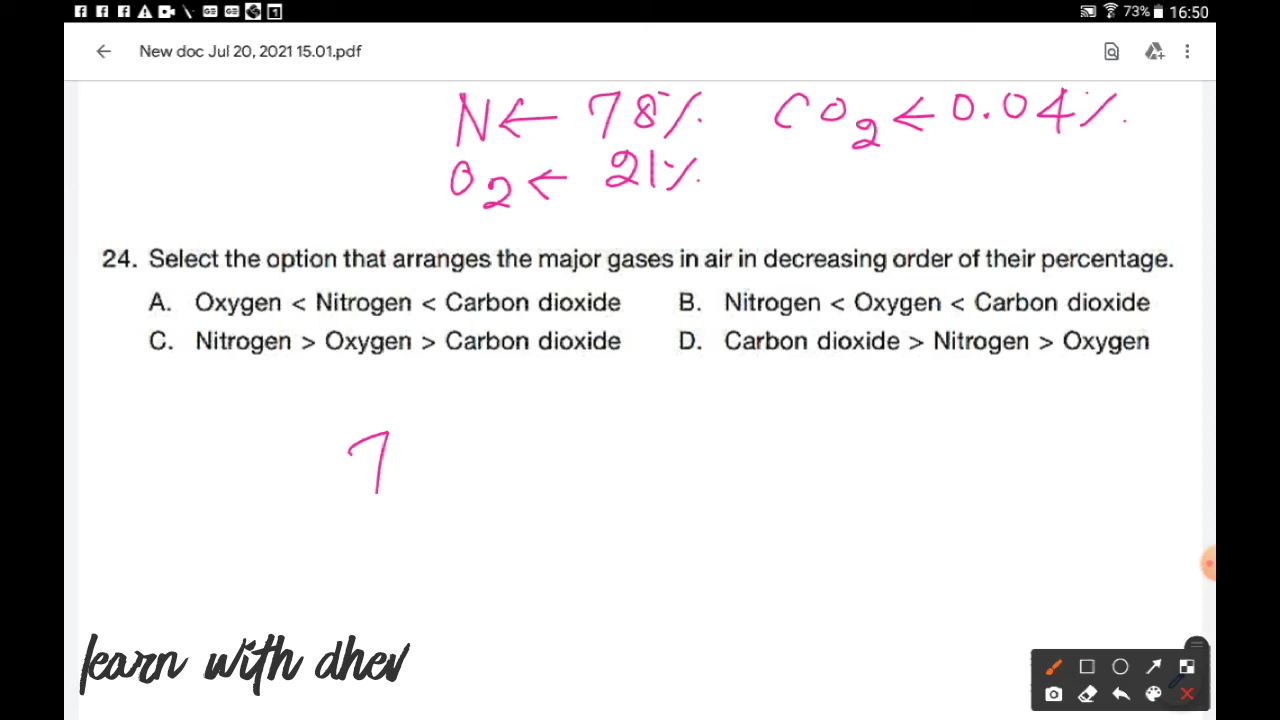 73% 16:50
New doc Jul 20, 2021 15.01.pdf
N ← 78% CO2 ← 0.04%.
O2 ← 21%
24. Select the option that arranges the major gases in air in decreasing order of their percentage.
A. Oxygen < Nitrogen < Carbon dioxide B. Nitrogen < Oxygen < Carbon dioxide
C. Nitrogen > Oxygen > Carbon dioxide D. Carbon dioxide > Nitrogen > Oxygen
7
learn with dhev